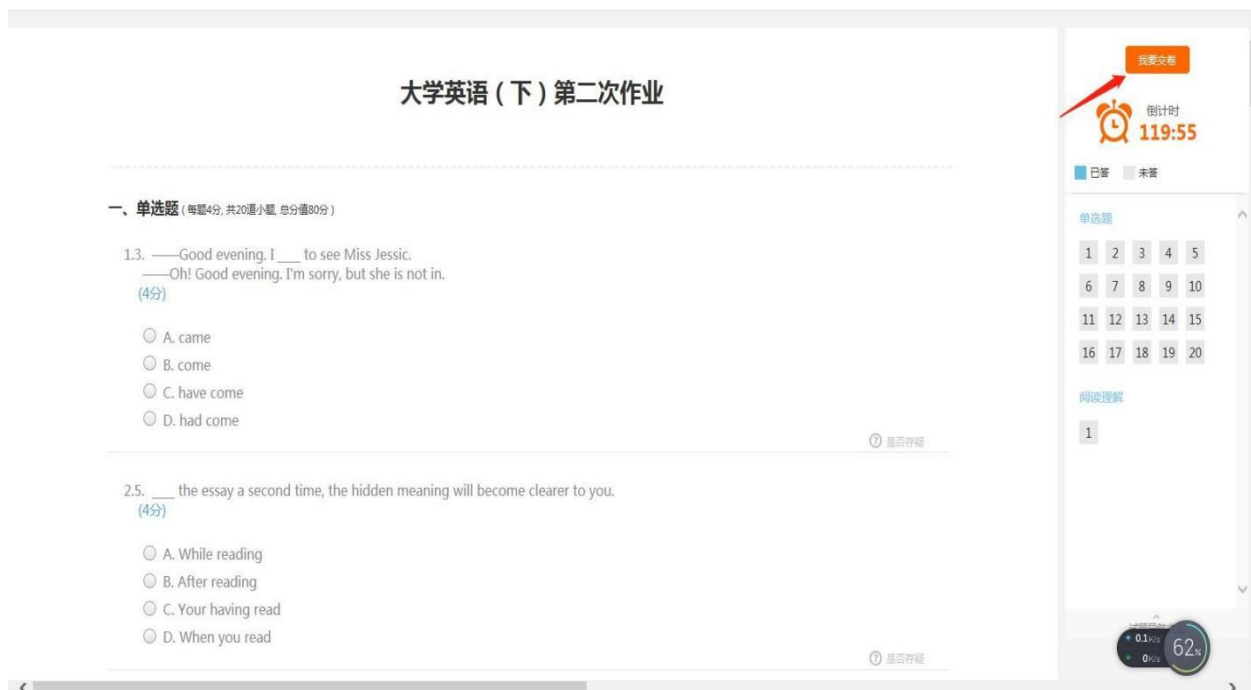 大学英语（下）第二次作业
一、单选题 ( 每题4分, 共20道小题, 总分值80分 )
1.3. ——Good evening. I ___ to see Miss Jessic.
——Oh! Good evening. I'm sorry, but she is not in.
(4分)
A. came
B. come
C. have come
D. had come
是否存疑
2.5. ___ the essay a second time, the hidden meaning will become clearer to you.
(4分)
A. While reading
B. After reading
C. Your having read
D. When you read
是否存疑
我要交卷
倒计时
119:55
已答 未答
单选题
1 2 3 4 5
6 7 8 9 10
11 12 13 14 15
16 17 18 19 20
阅读理解
1
0.1K/s
0K/s
62%